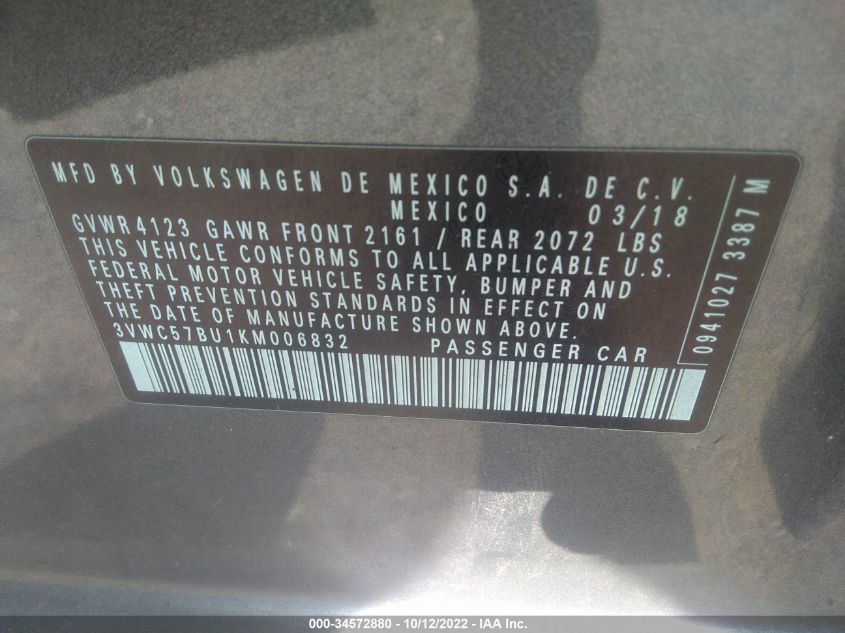 MFD BY VOLKSWAGEN DE MEXICO S.A. DE C.V.
MEXICO 03/18
GVWR 4123 GAWR FRONT 2161 / REAR 2072 LBS
THIS VEHICLE CONFORMS TO ALL APPLICABLE U.S.
FEDERAL MOTOR VEHICLE SAFETY, BUMPER AND
THEFT PREVENTION STANDARDS IN EFFECT ON
THE DATE OF MANUFACTURE SHOWN ABOVE.
3VWC57BU1KM006832 PASSENGER CAR
0941027 3387 M
000-34572880 - 10/12/2022 - IAA Inc.